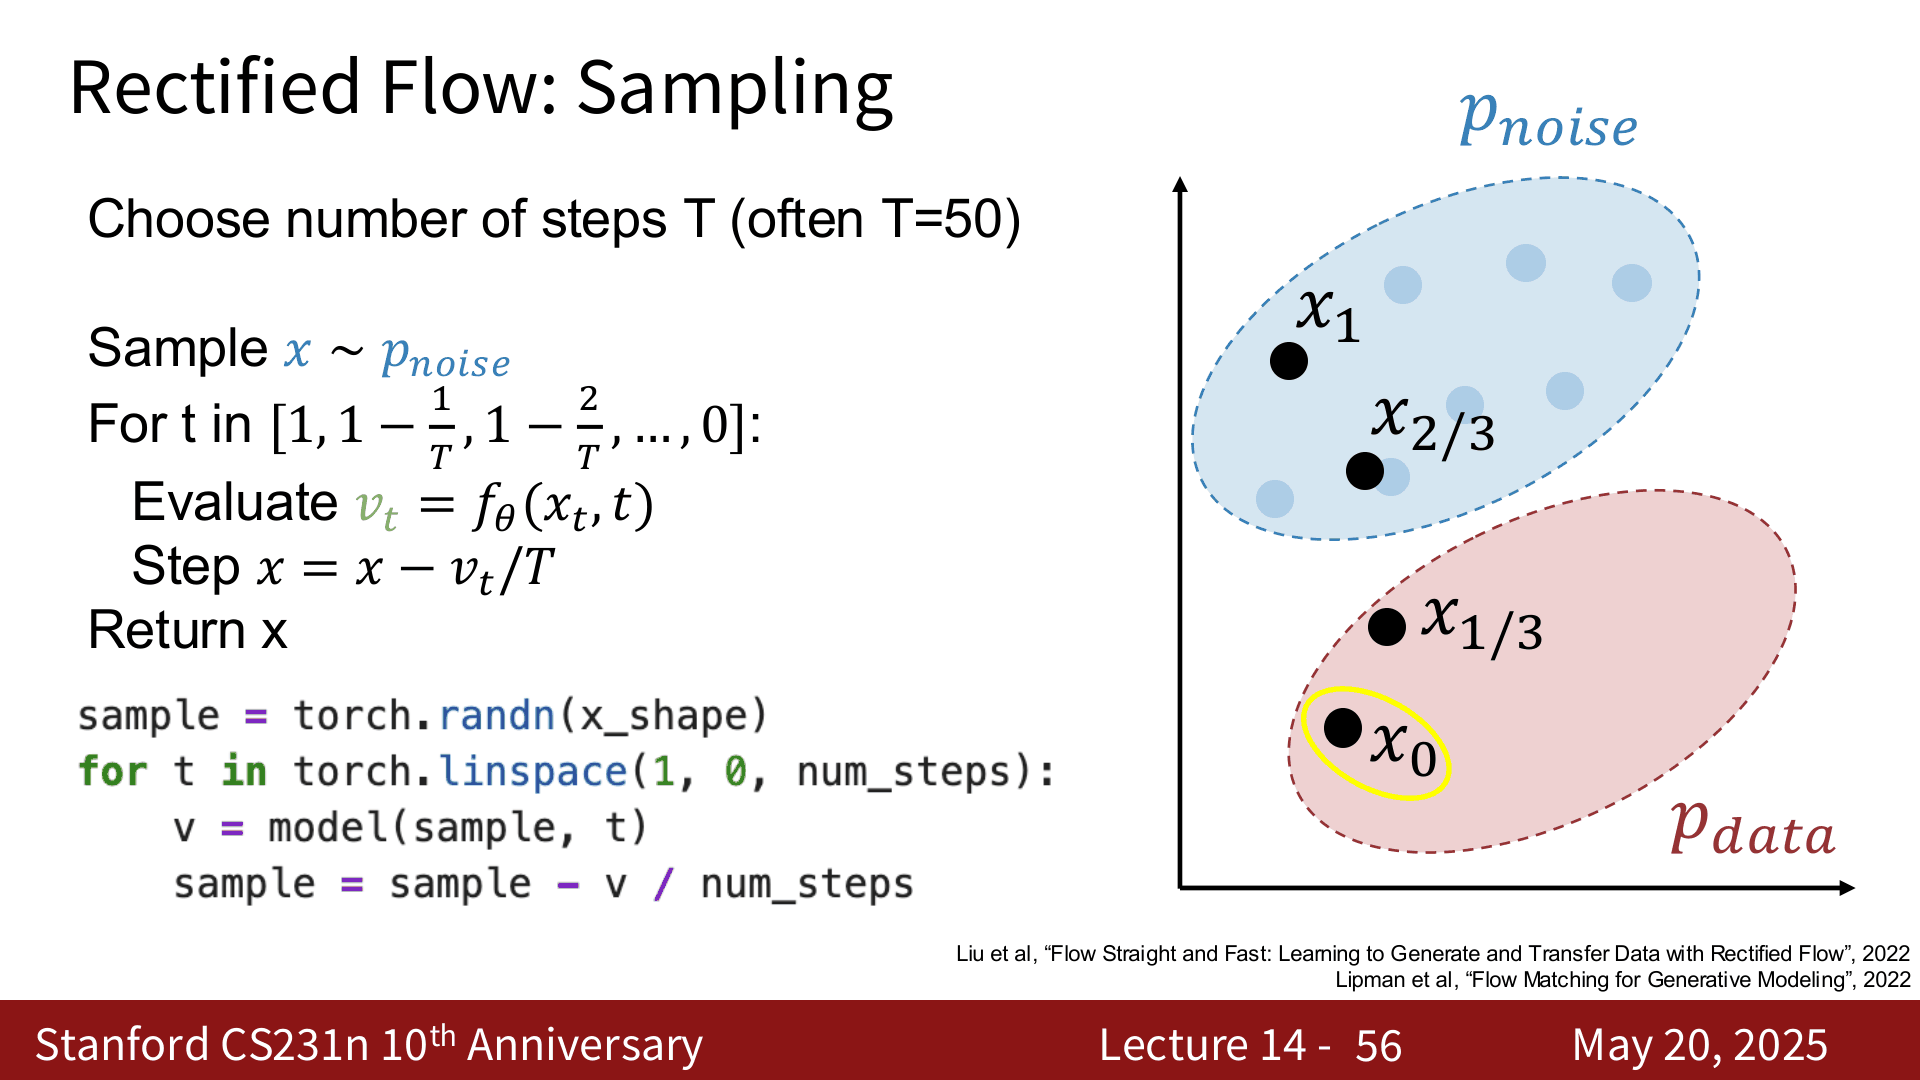 Rectified Flow: Sampling
Choose number of steps T (often T=50)
Sample x ~ p_noise
For t in [1, 1 − 1/T, 1 − 2/T, ..., 0]:
Evaluate v_t = f_θ(x_t, t)
Step x = x − v_t/T
Return x
sample = torch.randn(x_shape)
for t in torch.linspace(1, 0, num_steps):
    v = model(sample, t)
    sample = sample - v / num_steps
p_noise
x_1
x_2/3
x_1/3
x_0
p_data
Liu et al, “Flow Straight and Fast: Learning to Generate and Transfer Data with Rectified Flow”, 2022
Lipman et al, “Flow Matching for Generative Modeling”, 2022
Stanford CS231n 10th Anniversary
Lecture 14 - 56
May 20, 2025